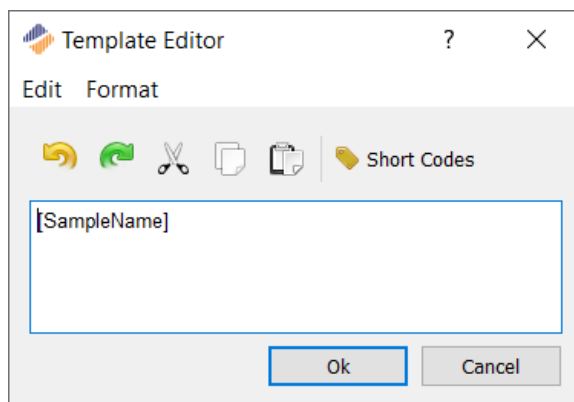 Template Editor ?
Edit Format
Short Codes
[SampleName]
Ok Cancel